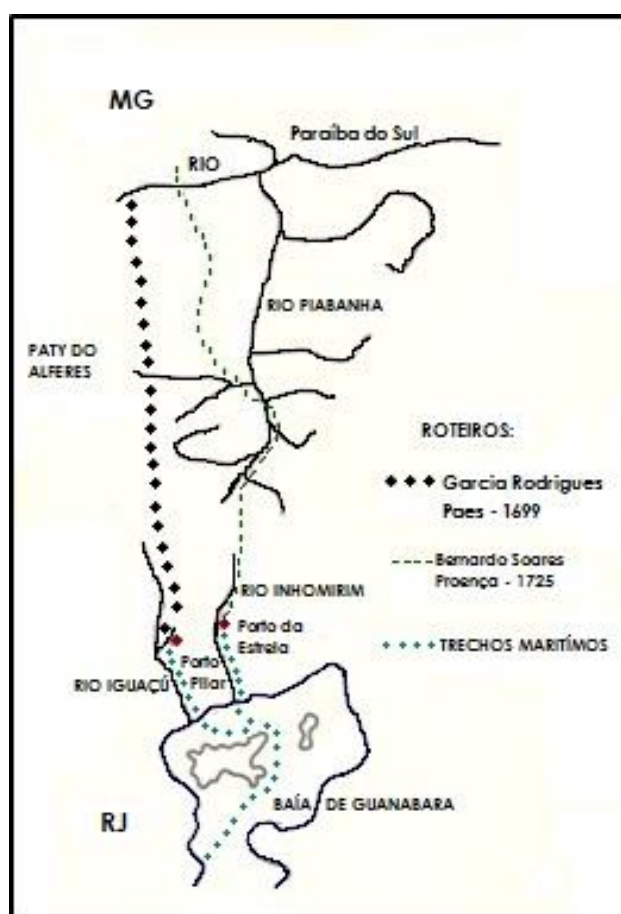 MG
Paraíba do Sul
RIO
RIO PIABANHA
PATY DO
ALFERES
ROTEIROS:
Garcia Rodrigues
Paes - 1699
Bernardo Soares
Proença - 1725
TRECHOS MARITÍMOS
RIO INHOMIRIM
Porto da
Estrela
Porto
Pilar
RIO IGUAÇÚ
BAÍA DE GUANABARA
RJ